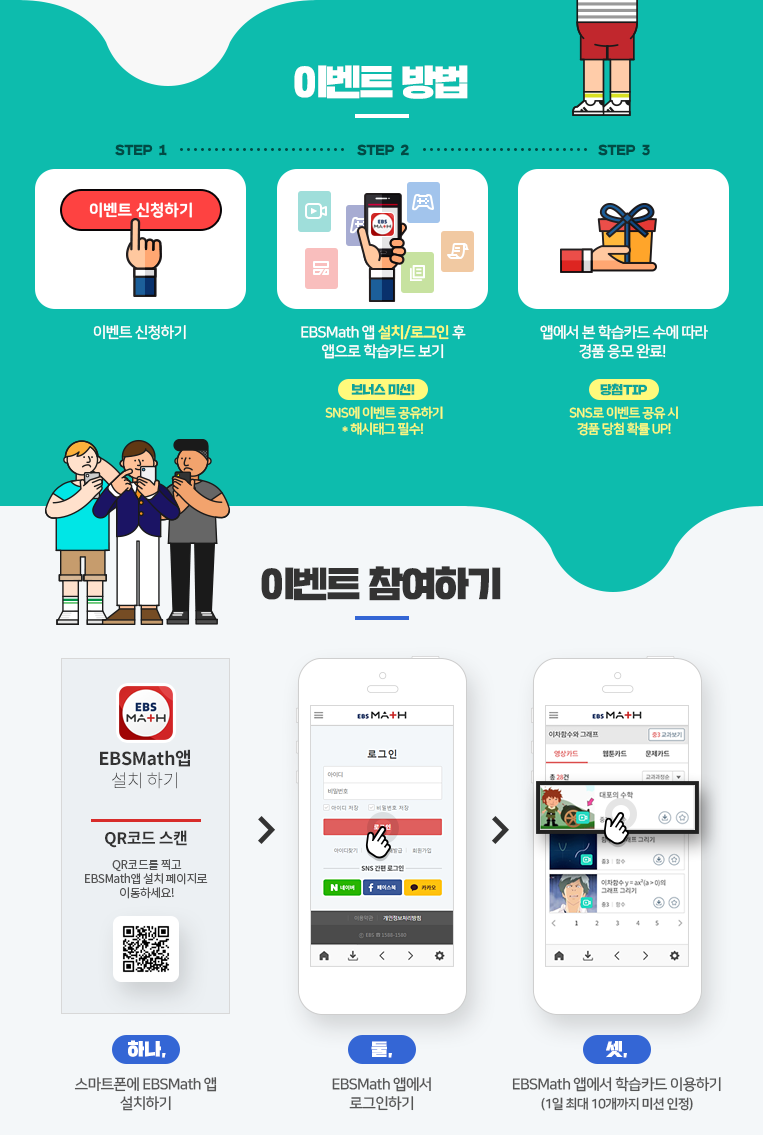 이벤트 방법
STEP 1
STEP 2
STEP 3
이벤트 신청하기
EBS
MATH
이벤트 신청하기
EBSMath 앱 설치/로그인 후
앱으로 학습카드 보기
앱에서 본 학습카드 수에 따라
경품 응모 완료!
보너스 미션!
SNS에 이벤트 공유하기
* 해시태그 필수!
당첨TIP
SNS로 이벤트 공유 시
경품 당첨 확률 UP!
이벤트 참여하기
EBS
MATH
EBSMath앱
설치 하기
QR코드 스캔
QR코드를 찍고
EBSMath앱 설치 페이지로
이동하세요!
EBS MATH
로그인
아이디
비밀번호
아이디 저장 비밀번호 저장
로그인
아이디찾기 회원가입
SNS 간편 로그인
N 네이버 f 페이스북 카카오
이용약관 개인정보처리방침
ⓒ EBS ☎ 1588-1580
EBS MATH
이차함수와 그래프 중3 교과보기
영상카드 웹툰카드 문제카드
총 28건 교과과정순
대포의 수학
그래프 그리기
중3 함수
이차함수 y = ax²(a > 0)의
그래프 그리기
중3 함수
1 2 3 4 5
하나,
스마트폰에 EBSMath 앱
설치하기
둘,
EBSMath 앱에서
로그인하기
셋,
EBSMath 앱에서 학습카드 이용하기
(1일 최대 10개까지 미션 인정)